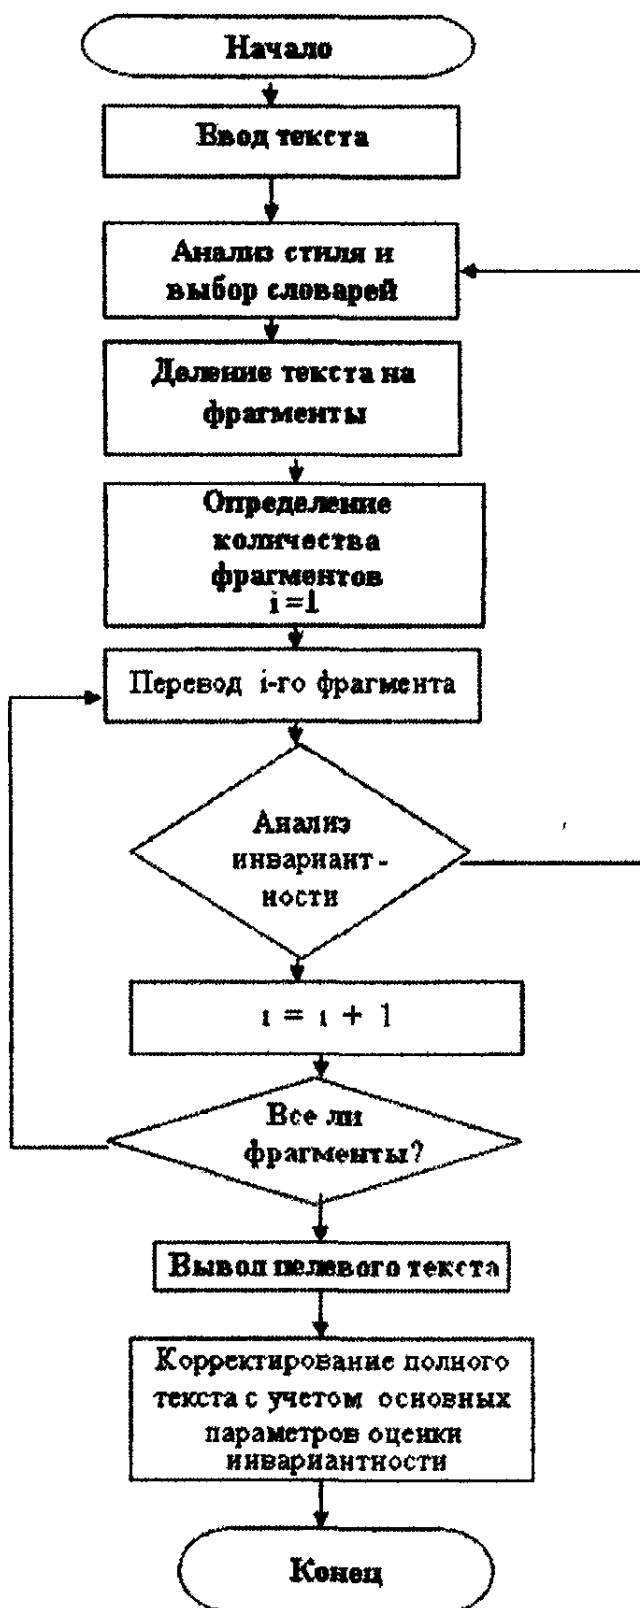 Начало
Ввод текста
Анализ стиля и
выбор словарей
Деление текста на
фрагменты
Определение
количества
фрагментов
i =1
Перевод i-го фрагмента
Анализ
инвариант-
ности
ı = ı + 1
Все ли
фрагменты?
Вывод целевого текста
Корректирование полного
текста с учетом основных
параметров оценки
инвариантности
Конец